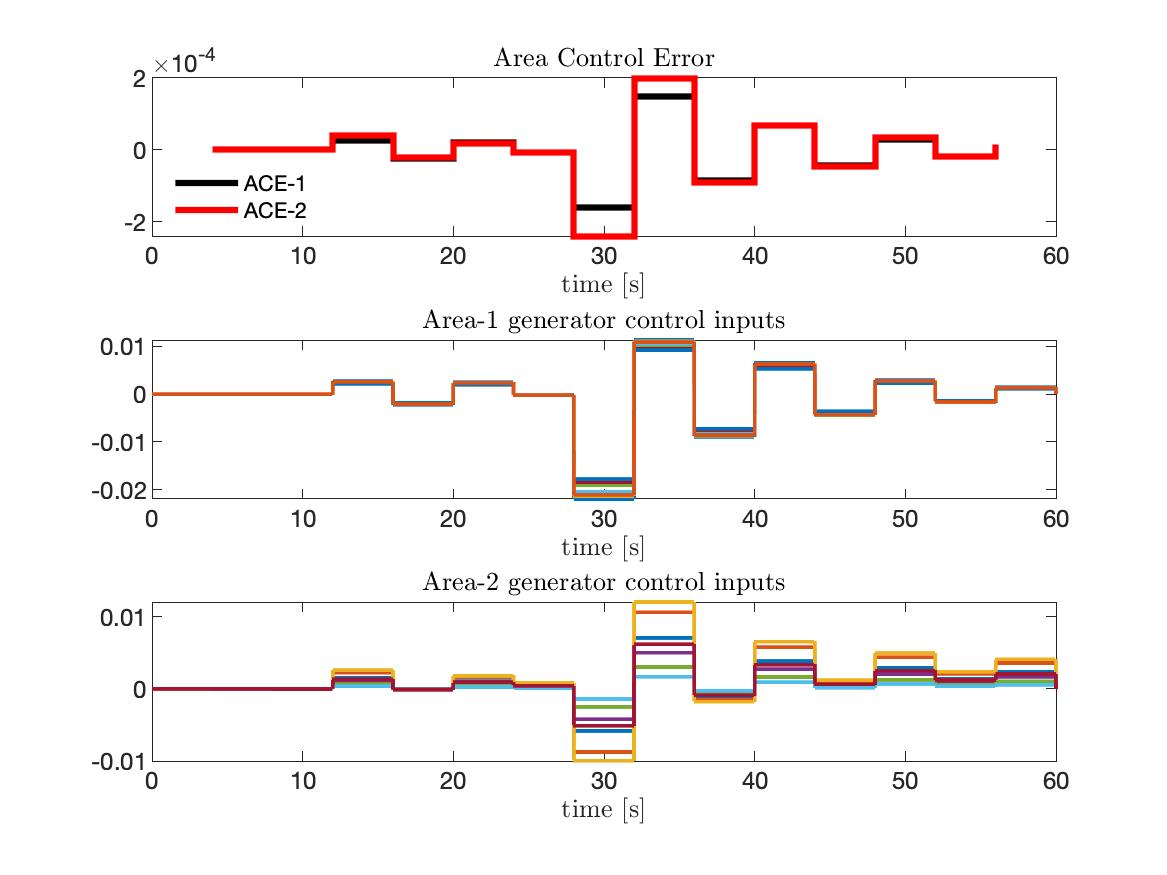 Area Control Error
×10-4
2
0
-2
ACE-1
ACE-2
0 10 20 30 40 50 60
time [s]
Area-1 generator control inputs
0.01
0
-0.01
-0.02
0 10 20 30 40 50 60
time [s]
Area-2 generator control inputs
0.01
0
-0.01
0 10 20 30 40 50 60
time [s]